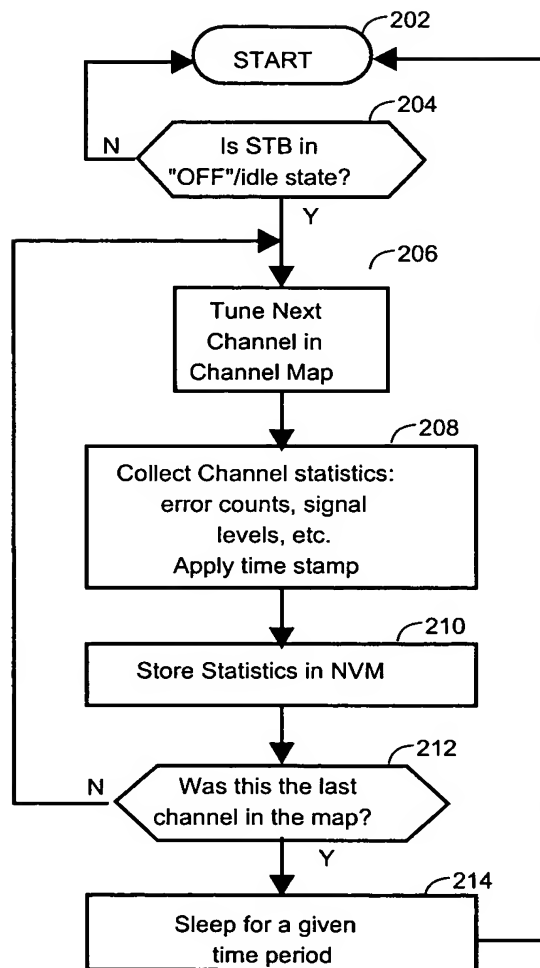 202
START
204
N
Is STB in
"OFF"/idle state?
Y
206
Tune Next
Channel in
Channel Map
208
Collect Channel statistics:
error counts, signal
levels, etc.
Apply time stamp
210
Store Statistics in NVM
212
N
Was this the last
channel in the map?
Y
214
Sleep for a given
time period